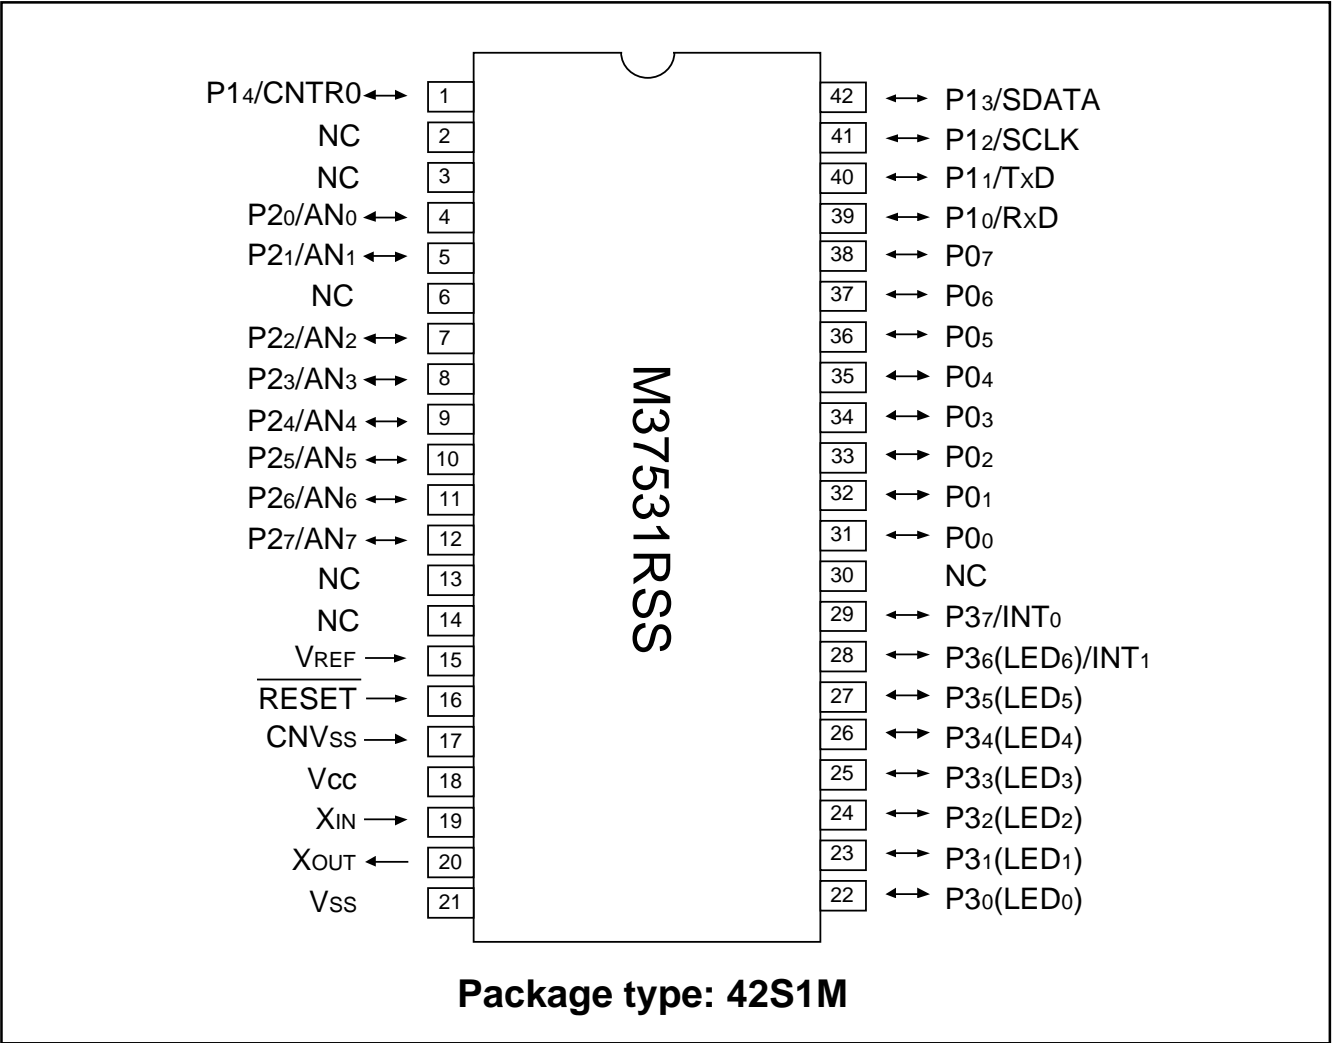 P14/CNTR0 1
NC 2
NC 3
P20/AN0 4
P21/AN1 5
NC 6
P22/AN2 7
P23/AN3 8
P24/AN4 9
P25/AN5 10
P26/AN6 11
P27/AN7 12
NC 13
NC 14
VREF 15
RESET 16
CNVSS 17
Vcc 18
XIN 19
XOUT 20
VSS 21
M37531RSS
42 P13/SDATA
41 P12/SCLK
40 P11/TxD
39 P10/RxD
38 P07
37 P06
36 P05
35 P04
34 P03
33 P02
32 P01
31 P00
30 NC
29 P37/INT0
28 P36(LED6)/INT1
27 P35(LED5)
26 P34(LED4)
25 P33(LED3)
24 P32(LED2)
23 P31(LED1)
22 P30(LED0)
Package type: 42S1M